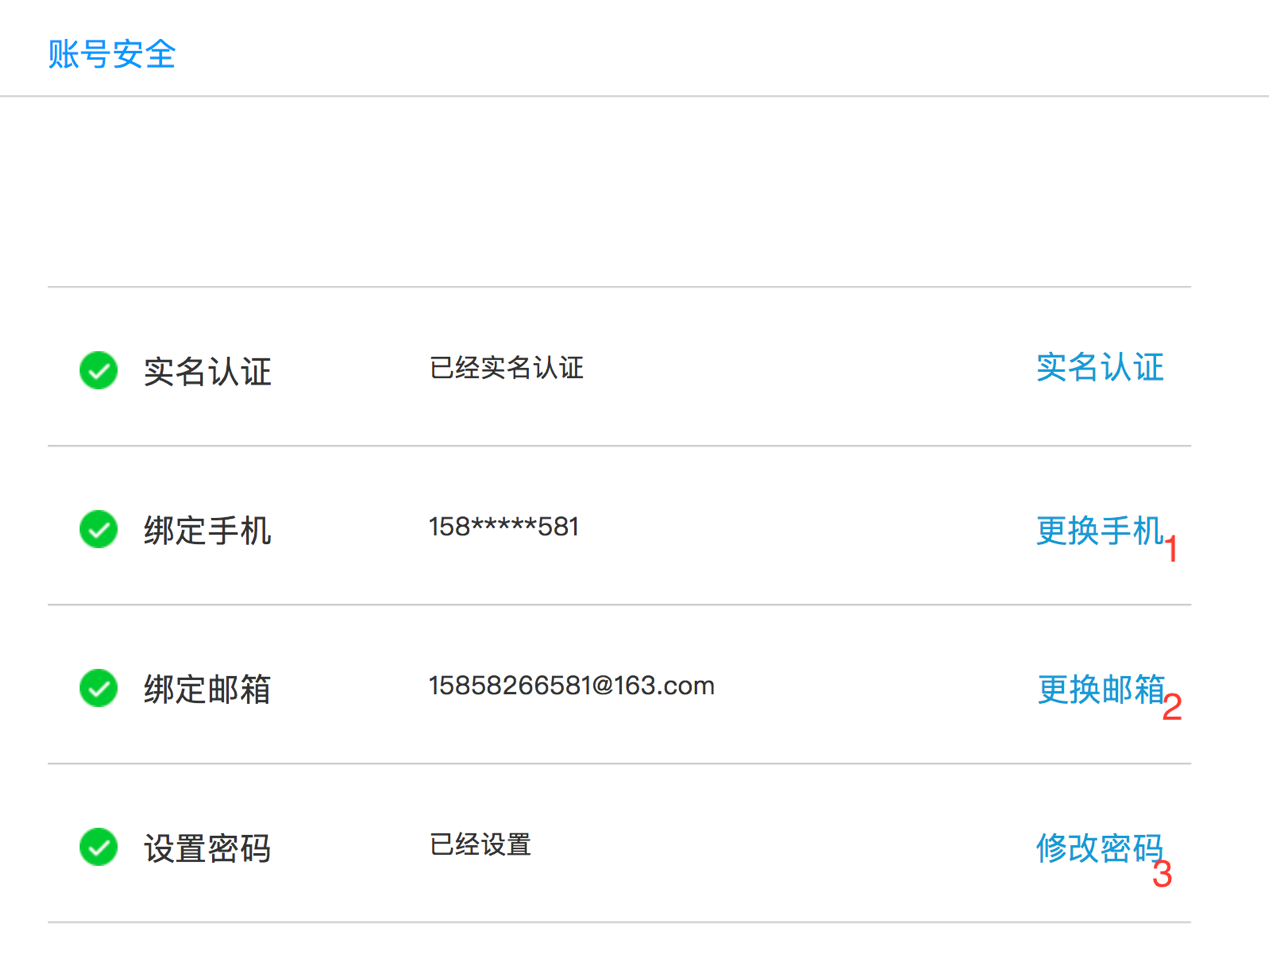 账号安全
实名认证 已经实名认证 实名认证
绑定手机 158*****581 更换手机 1
绑定邮箱 15858266581@163.com 更换邮箱 2
设置密码 已经设置 修改密码 3